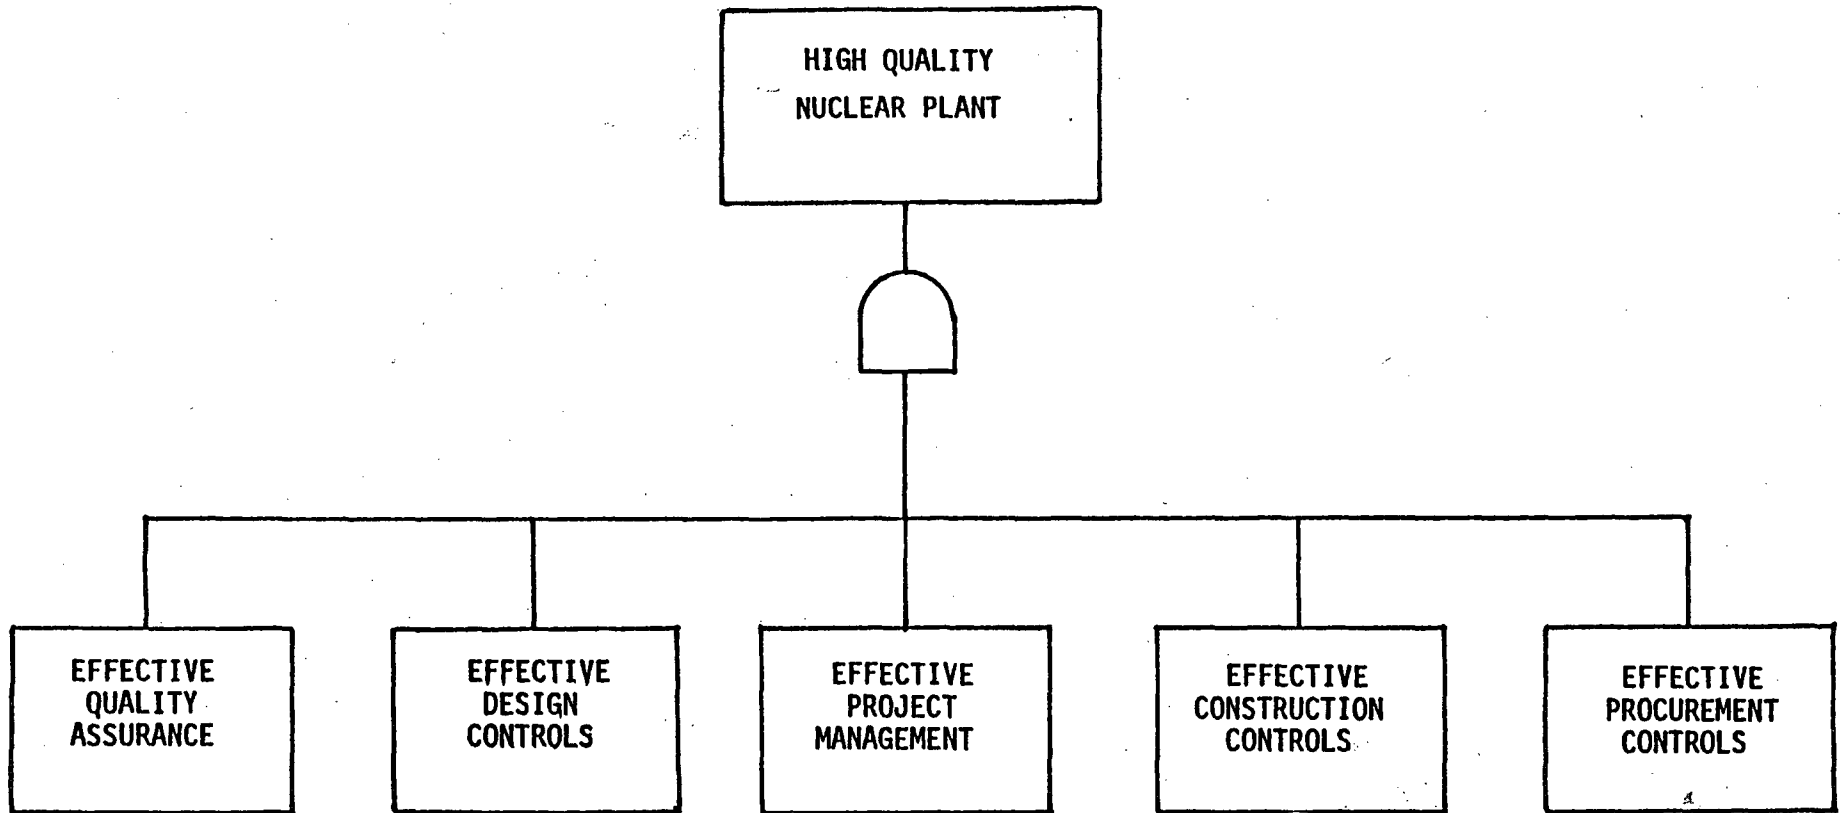 HIGH QUALITY
NUCLEAR PLANT
EFFECTIVE
QUALITY
ASSURANCE
EFFECTIVE
DESIGN
CONTROLS
EFFECTIVE
PROJECT
MANAGEMENT
EFFECTIVE
CONSTRUCTION
CONTROLS
EFFECTIVE
PROCUREMENT
CONTROLS